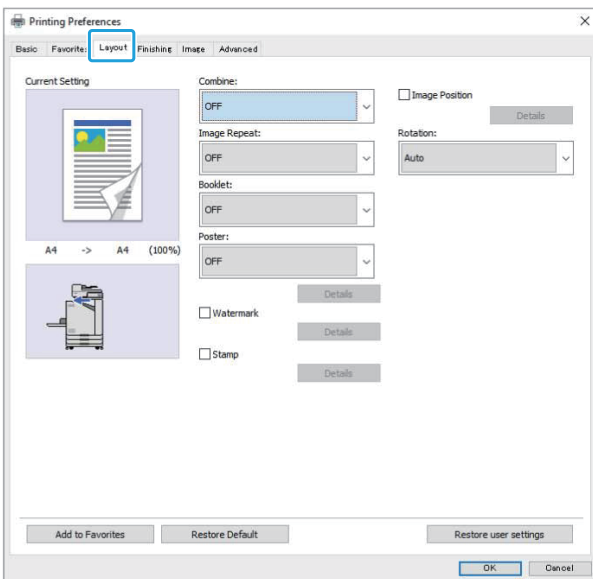 Printing Preferences
Basic Favorite: Layout Finishing Image Advanced
Current Setting
A4 -> A4 (100%)
Combine:
OFF
Image Repeat:
OFF
Booklet:
OFF
Poster:
OFF
Details
Watermark
Details
Stamp
Details
Image Position
Details
Rotation:
Auto
Add to Favorites Restore Default Restore user settings
OK Cancel